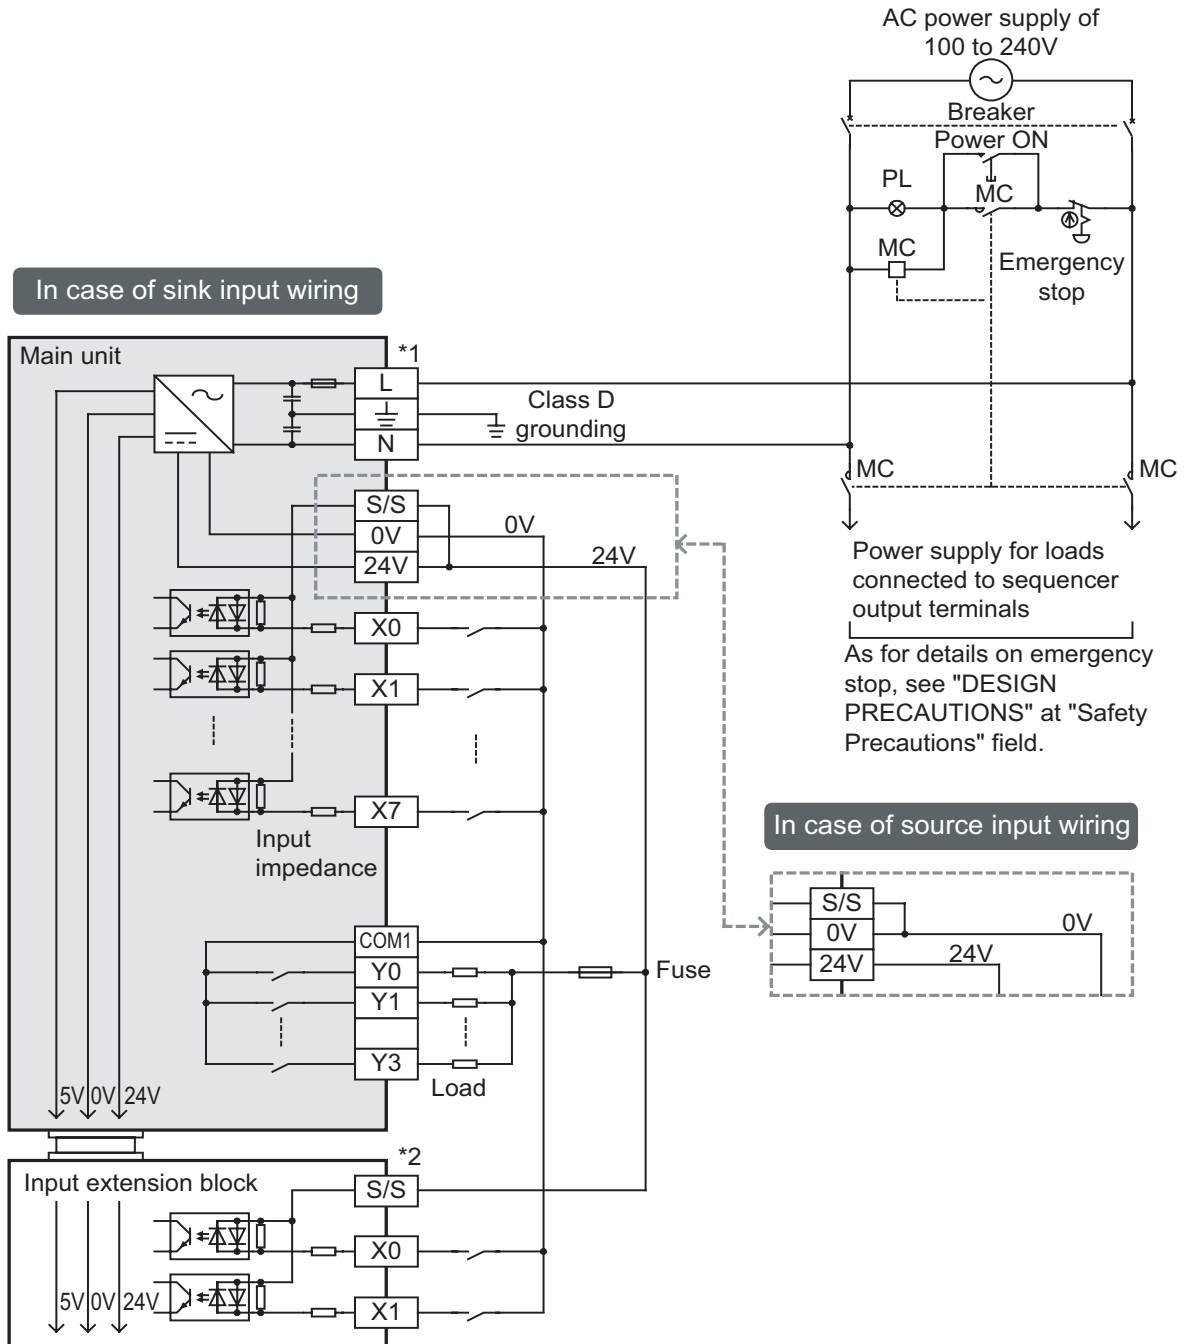 AC power supply of
100 to 240V
Breaker
Power ON
PL
MC
MC
Emergency
stop
In case of sink input wiring
Main unit
*1
L
Class D
grounding
N
MC
MC
S/S
0V
0V
24V
24V
Power supply for loads
connected to sequencer
output terminals
X0
As for details on emergency
stop, see "DESIGN
PRECAUTIONS" at "Safety
Precautions" field.
X1
X7
Input
impedance
In case of source input wiring
S/S
0V
0V
24V
24V
COM1
Y0
Fuse
Y1
Y3
Load
5V 0V 24V
*2
Input extension block
S/S
X0
5V 0V 24V
X1